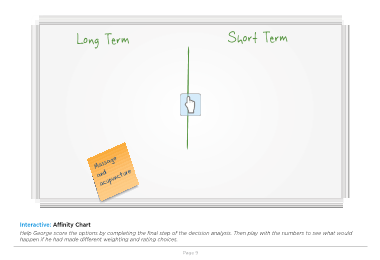 Long Term
Short Term
Massage
and
acupuncture
Interactive: Affinity Chart
Help George score the options by completing the final step of the decision analysis. Then play with the numbers to see what would
happen if he had made different weighting and rating choices.
Page 9